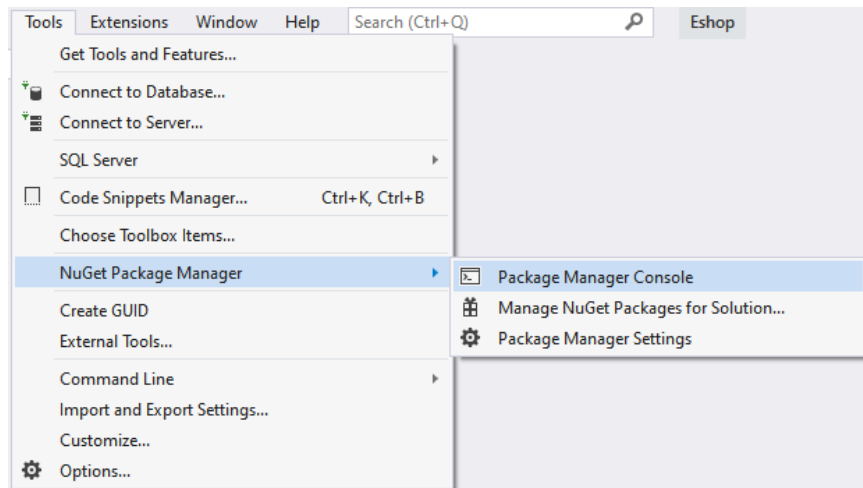 Tools Extensions Window Help Search (Ctrl+Q) Eshop
Get Tools and Features...
Connect to Database...
Connect to Server...
SQL Server
Code Snippets Manager... Ctrl+K, Ctrl+B
Choose Toolbox Items...
NuGet Package Manager
Package Manager Console
Manage NuGet Packages for Solution...
Package Manager Settings
Create GUID
External Tools...
Command Line
Import and Export Settings...
Customize...
Options...